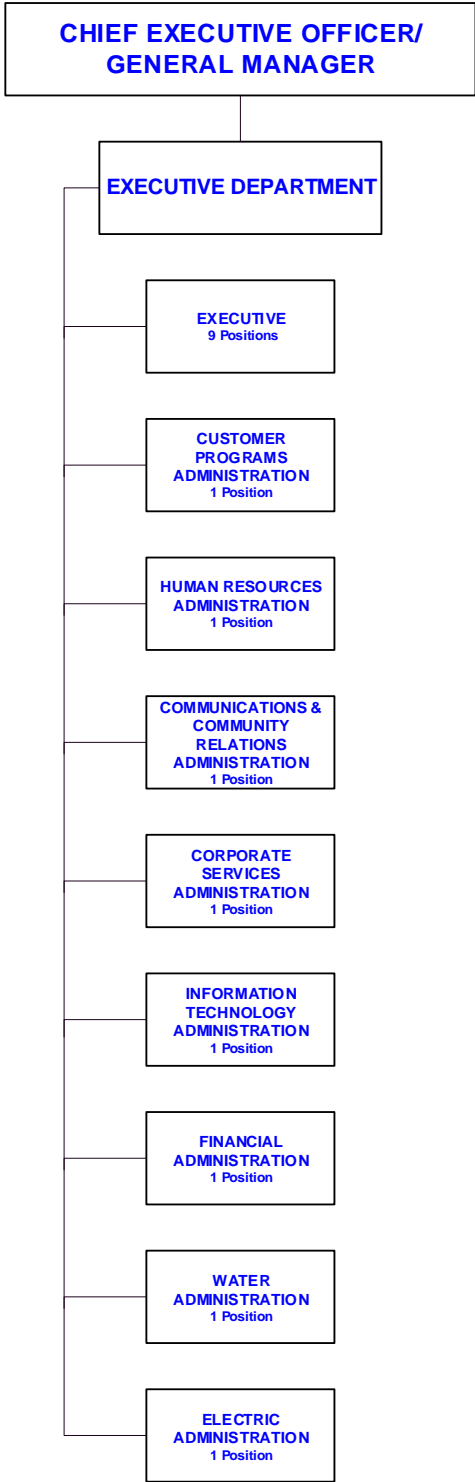 CHIEF EXECUTIVE OFFICER/
GENERAL MANAGER
EXECUTIVE DEPARTMENT
EXECUTIVE
9 Positions
CUSTOMER
PROGRAMS
ADMINISTRATION
1 Position
HUMAN RESOURCES
ADMINISTRATION
1 Position
COMMUNICATIONS &
COMMUNITY
RELATIONS
ADMINISTRATION
1 Position
CORPORATE
SERVICES
ADMINISTRATION
1 Position
INFORMATION
TECHNOLOGY
ADMINISTRATION
1 Position
FINANCIAL
ADMINISTRATION
1 Position
WATER
ADMINISTRATION
1 Position
ELECTRIC
ADMINISTRATION
1 Position